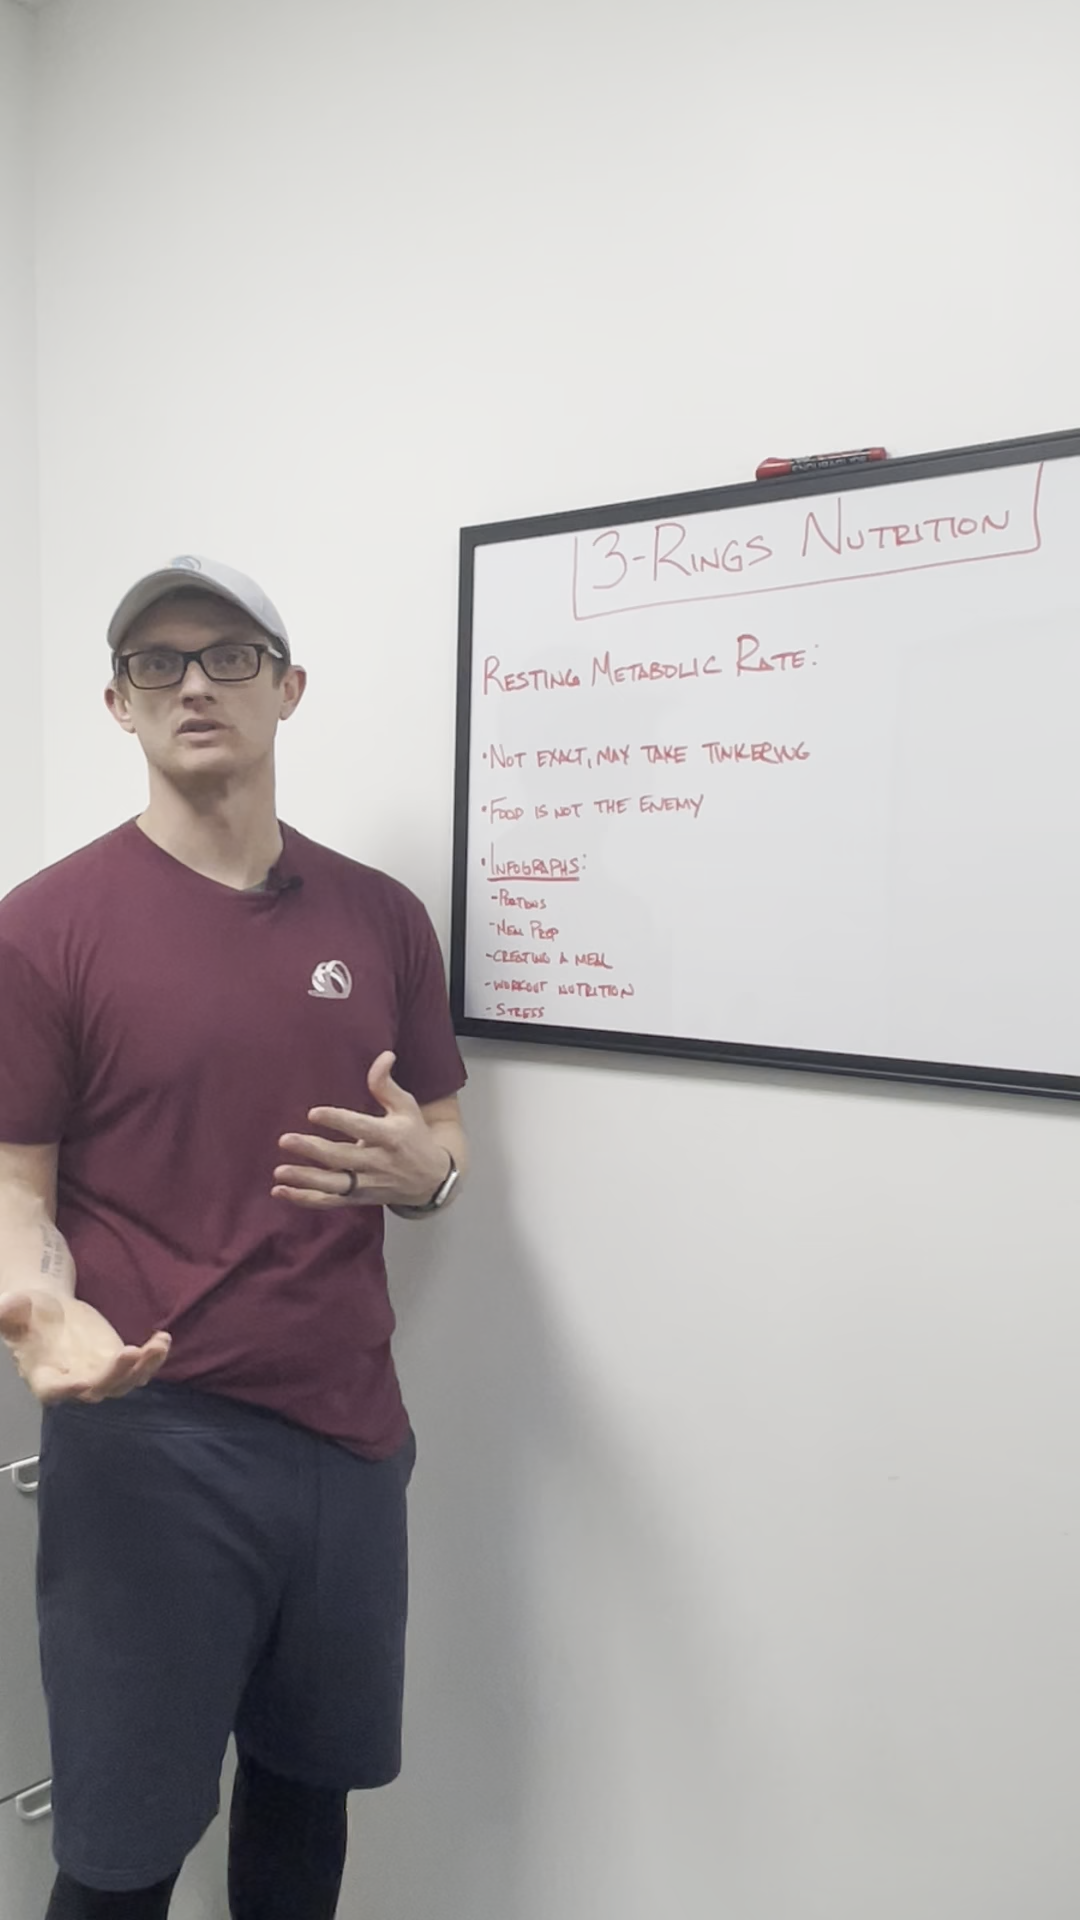 3-RINGS NUTRITION
RESTING METABOLIC RATE:
• NOT EXACT, MAY TAKE TINKERING
• FOOD IS NOT THE ENEMY
• INFOGRAPHS:
- PORTIONS
- MEAL PREP
- CREATING A MEAL
- WORKOUT NUTRITION
- STRESS